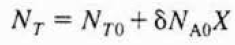 N_T = N_{T0} + δN_{A0}X